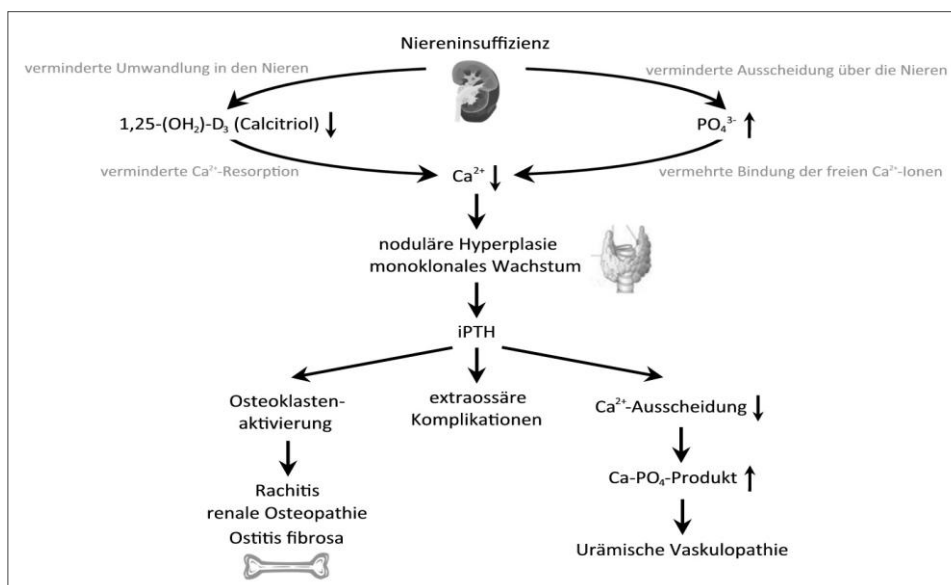 Niereninsuffizienz
verminderte Umwandlung in den Nieren
verminderte Ausscheidung über die Nieren
1,25-(OH₂)-D₃ (Calcitriol) ↓
PO₄³⁻ ↑
verminderte Ca²⁺-Resorption
Ca²⁺ ↓
vermehrte Bindung der freien Ca²⁺-Ionen
noduläre Hyperplasie
monoklonales Wachstum
iPTH
Osteoklasten-
aktivierung
extraossäre
Komplikationen
Ca²⁺-Ausscheidung ↓
Rachitis
renale Osteopathie
Ostitis fibrosa
Ca-PO₄-Produkt ↑
Urämische Vaskulopathie